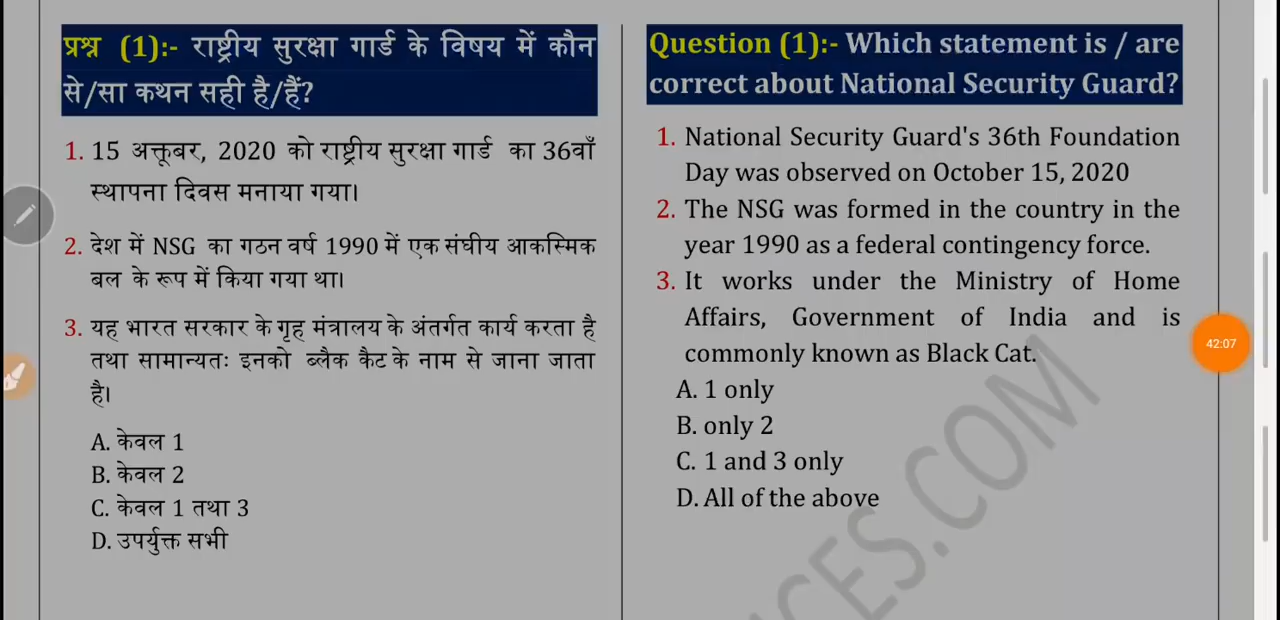 प्रश्न (1):- राष्ट्रीय सुरक्षा गार्ड के विषय में कौन
से/सा कथन सही है/हैं?
1. 15 अक्तूबर, 2020 को राष्ट्रीय सुरक्षा गार्ड का 36वाँ
स्थापना दिवस मनाया गया।
2. देश में NSG का गठन वर्ष 1990 में एक संघीय आकस्मिक
बल के रूप में किया गया था।
3. यह भारत सरकार के गृह मंत्रालय के अंतर्गत कार्य करता है
तथा सामान्यतः इनको ब्लैक कैट के नाम से जाना जाता
है।
A. केवल 1
B. केवल 2
C. केवल 1 तथा 3
D. उपर्युक्त सभी
Question (1):- Which statement is / are
correct about National Security Guard?
1. National Security Guard's 36th Foundation
Day was observed on October 15, 2020
2. The NSG was formed in the country in the
year 1990 as a federal contingency force.
3. It works under the Ministry of Home
Affairs, Government of India and is
commonly known as Black Cat.
A. 1 only
B. only 2
C. 1 and 3 only
D. All of the above
42:07
ICES.COM